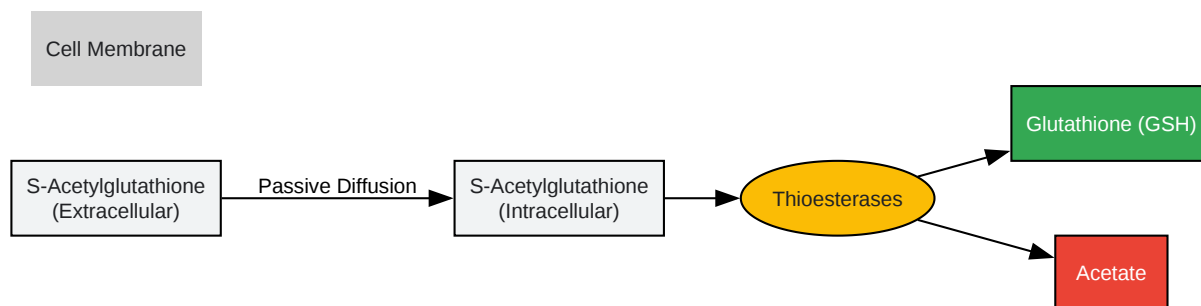 Cell Membrane
S-Acetylglutathione
(Extracellular)
Passive Diffusion
S-Acetylglutathione
(Intracellular)
Thioesterases
Glutathione (GSH)
Acetate